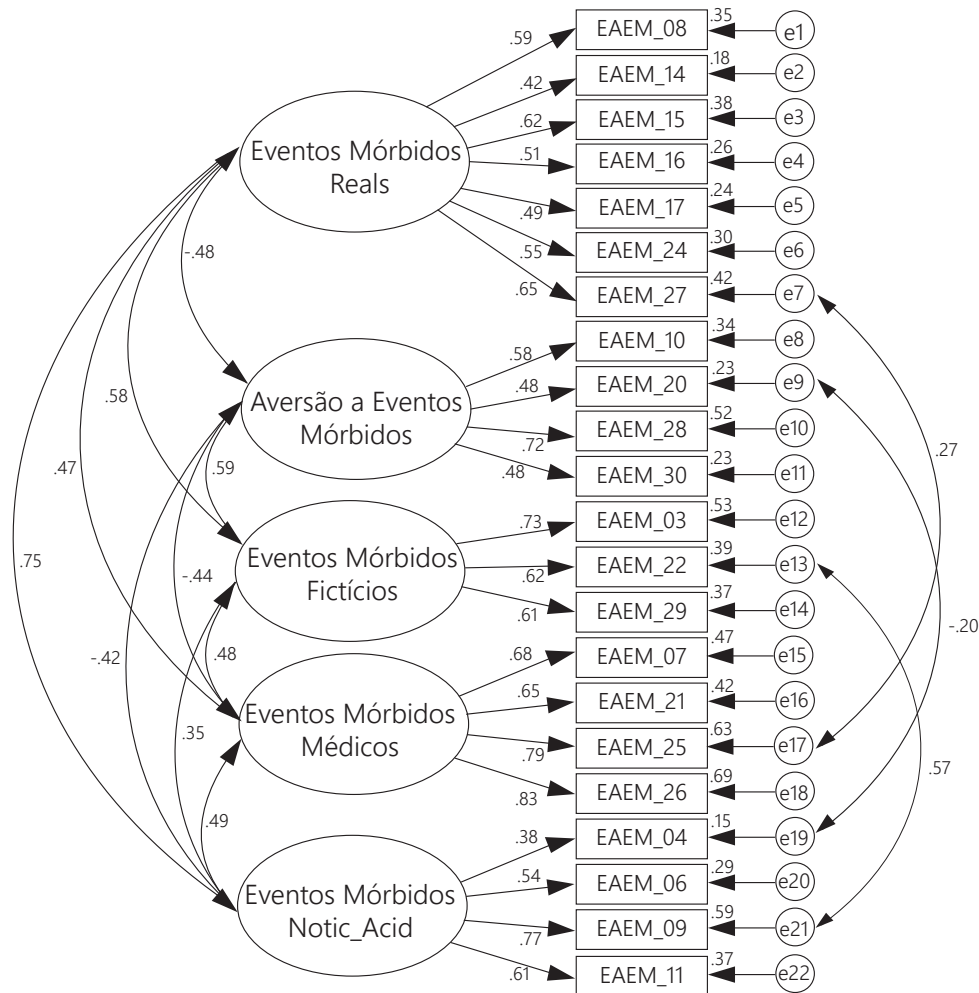 .59
EAEM_08
.35
e1
.42
EAEM_14
.18
e2
.62
EAEM_15
.38
e3
Eventos Mórbidos
Reals
.51
EAEM_16
.26
e4
.49
EAEM_17
.24
e5
.55
EAEM_24
.30
e6
.65
EAEM_27
.42
e7
-.48
.58
EAEM_10
.34
e8
Aversão a Eventos
Mórbidos
.48
EAEM_20
.23
e9
.72
EAEM_28
.52
e10
.48
EAEM_30
.23
e11
.58
.47
.59
.27
.73
EAEM_03
.53
e12
Eventos Mórbidos
Fictícios
.62
EAEM_22
.39
e13
.61
EAEM_29
.37
e14
.75
-.44
-.20
.68
EAEM_07
.47
e15
-.42
.48
.65
EAEM_21
.42
e16
Eventos Mórbidos
Médicos
.35
.79
EAEM_25
.63
e17
.57
.83
EAEM_26
.69
e18
.49
.38
EAEM_04
.15
e19
.54
EAEM_06
.29
e20
Eventos Mórbidos
Notic_Acid
.77
EAEM_09
.59
e21
.61
EAEM_11
.37
e22